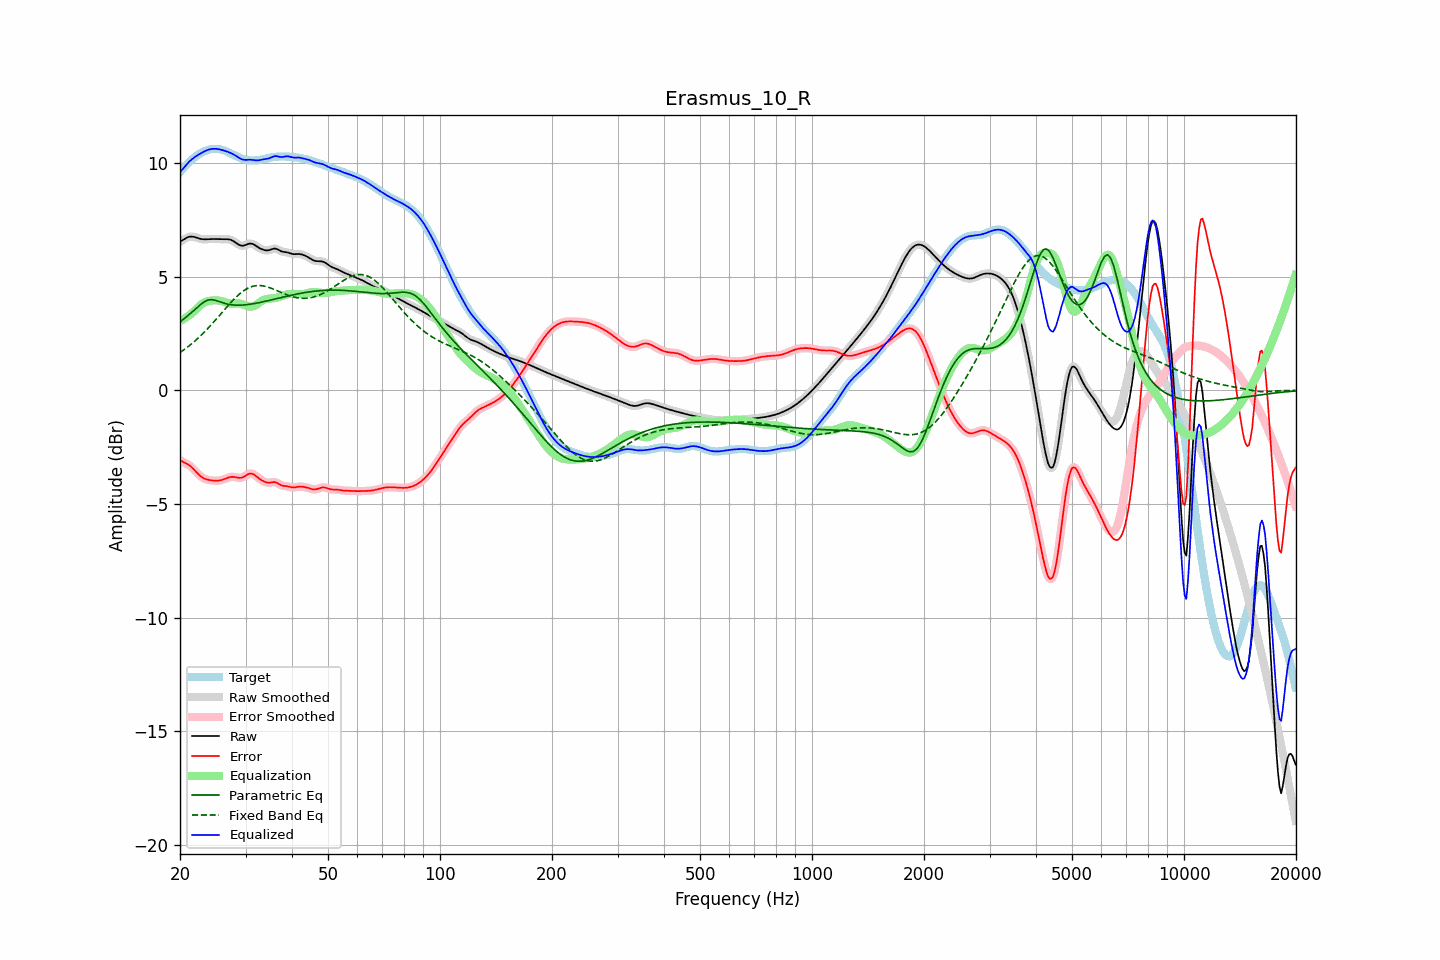 Erasmus_10_R
Amplitude (dBr)
10
5
0
−5
−10
−15
−20
Target
Raw Smoothed
Error Smoothed
Raw
Error
Equalization
Parametric Eq
Fixed Band Eq
Equalized
20 50 100 200 500 1000 2000 5000 10000 20000
Frequency (Hz)